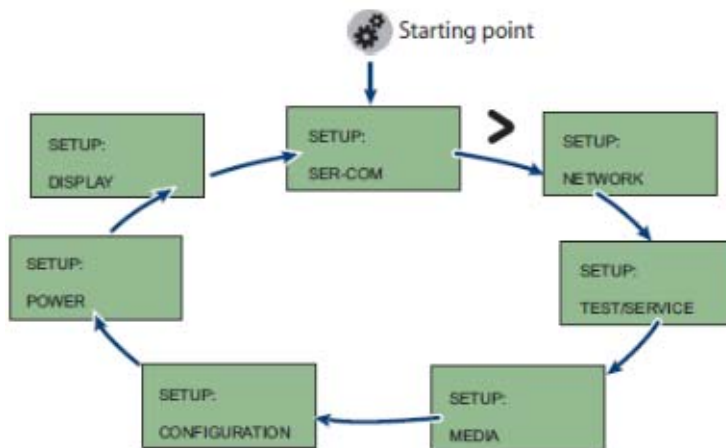 Starting point
SETUP:
SER-COM
>
SETUP:
NETWORK
SETUP:
TEST/SERVICE
SETUP:
MEDIA
SETUP:
CONFIGURATION
SETUP:
POWER
SETUP:
DISPLAY